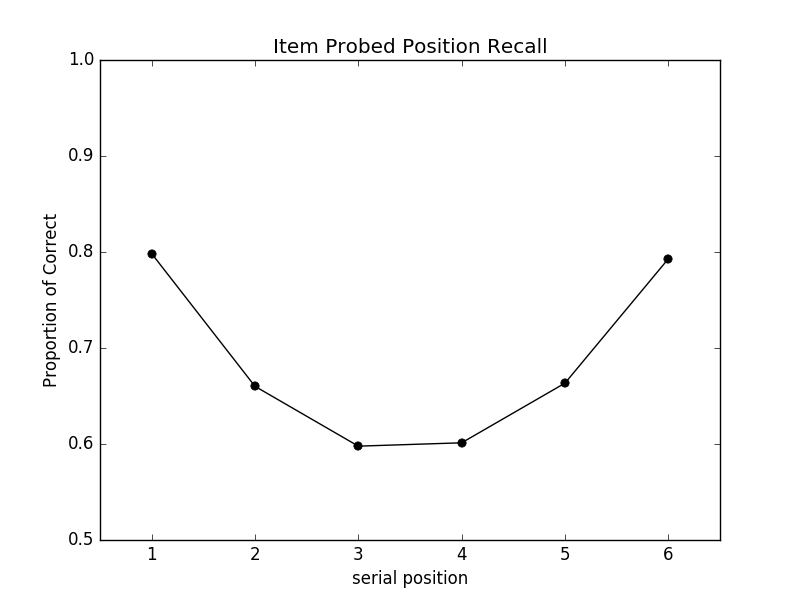 Item Probed Position Recall
1.0
0.9
0.8
0.7
0.6
0.5
Proportion of Correct
1 2 3 4 5 6
serial position